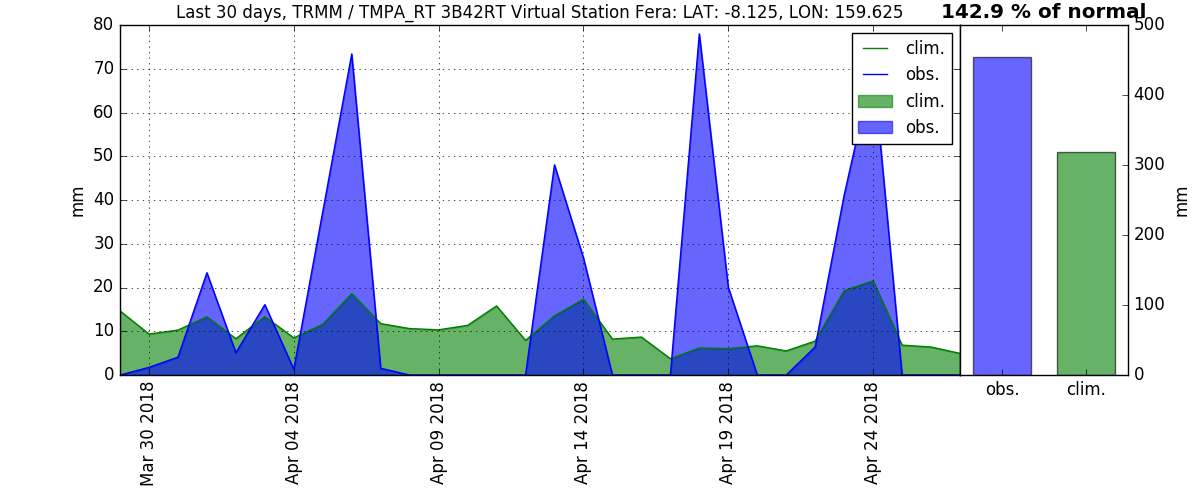 Last 30 days, TRMM / TMPA_RT 3B42RT Virtual Station Fera: LAT: -8.125, LON: 159.625
142.9 % of normal
80
70
60
50
40
30
20
10
0
mm
clim.
obs.
clim.
obs.
500
400
300
200
100
0
mm
Mar 30 2018
Apr 04 2018
Apr 09 2018
Apr 14 2018
Apr 19 2018
Apr 24 2018
obs.
clim.